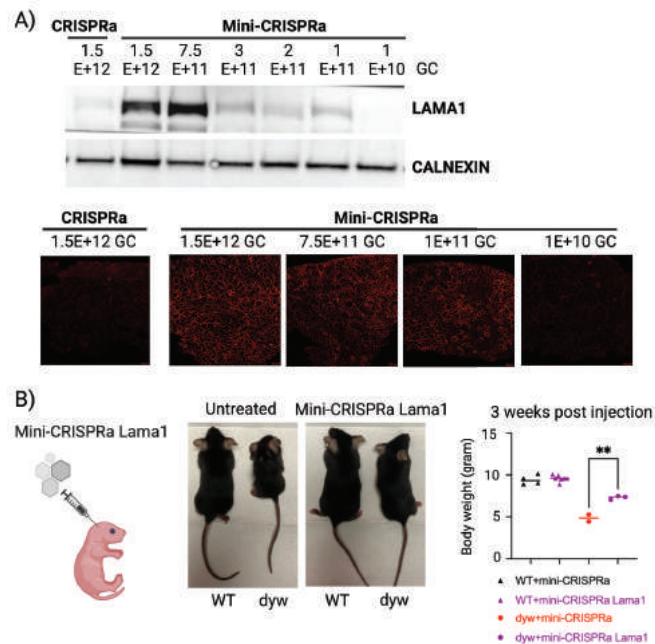 A)
CRISPRa Mini-CRISPRa
1.5 1.5 7.5 3 2 1 1
E+12 E+12 E+11 E+11 E+11 E+11 E+10 GC
LAMA1
CALNEXIN
CRISPRa Mini-CRISPRa
1.5E+12 GC 1.5E+12 GC 7.5E+11 GC 1E+11 GC 1E+10 GC
B)
Mini-CRISPRa Lama1
Untreated Mini-CRISPRa Lama1
WT dyw WT dyw
3 weeks post injection
Body weight (gram)
15
10
5
0
**
WT+mini-CRISPRa
WT+mini-CRISPRa Lama1
dyw+mini-CRISPRa
dyw+mini-CRISPRa Lama1